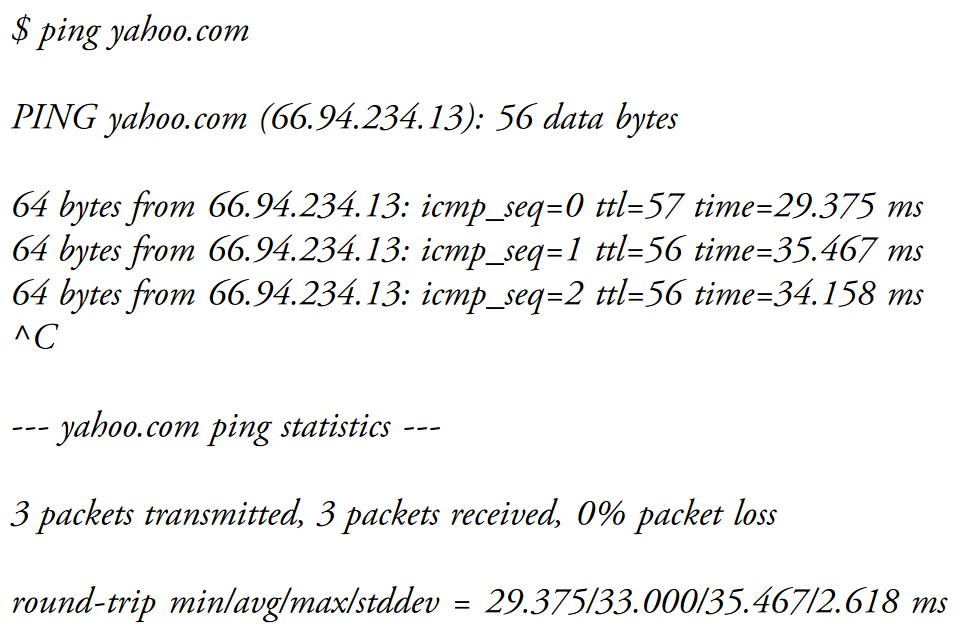 $ ping yahoo.com
PING yahoo.com (66.94.234.13): 56 data bytes
64 bytes from 66.94.234.13: icmp_seq=0 ttl=57 time=29.375 ms
64 bytes from 66.94.234.13: icmp_seq=1 ttl=56 time=35.467 ms
64 bytes from 66.94.234.13: icmp_seq=2 ttl=56 time=34.158 ms
^C
--- yahoo.com ping statistics ---
3 packets transmitted, 3 packets received, 0% packet loss
round-trip min/avg/max/stddev = 29.375/33.000/35.467/2.618 ms